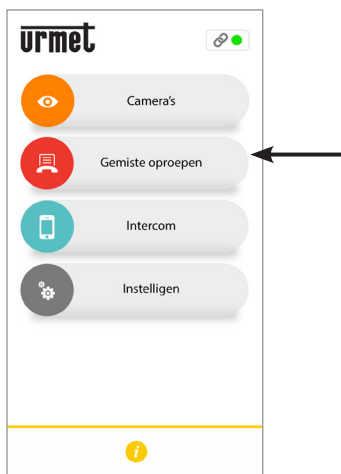 urmet
Camera's
Gemiste oproepen
Intercom
Instelligen
i